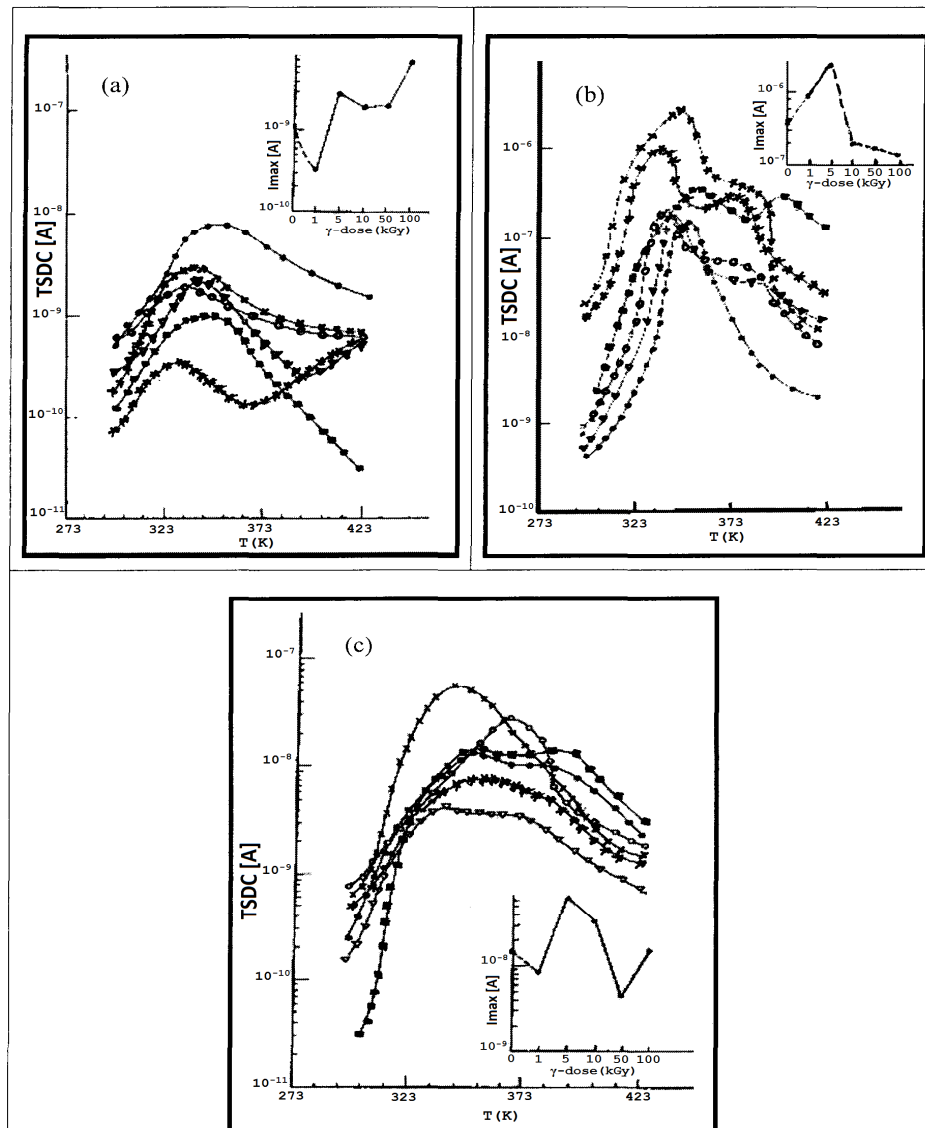 (a)
TSDC [A]
10⁻⁷
10⁻⁸
10⁻⁹
10⁻¹⁰
10⁻¹¹
273 323 373 423
T(K)
Imax [A]
10⁻⁹
10⁻¹⁰
0 1 5 10 50 100
γ-dose(kGy)
(b)
TSDC [A]
10⁻⁶
10⁻⁷
10⁻⁸
10⁻⁹
10⁻¹⁰
273 323 373 423
T(K)
Imax [A]
10⁻⁶
10⁻⁷
0 1 5 10 50 100
γ-dose(kGy)
(c)
TSDC [A]
10⁻⁷
10⁻⁸
10⁻⁹
10⁻¹⁰
10⁻¹¹
273 323 373 423
T(K)
Imax [A]
10⁻⁸
10⁻⁹
0 1 5 10 50 100
γ-dose(kGy)